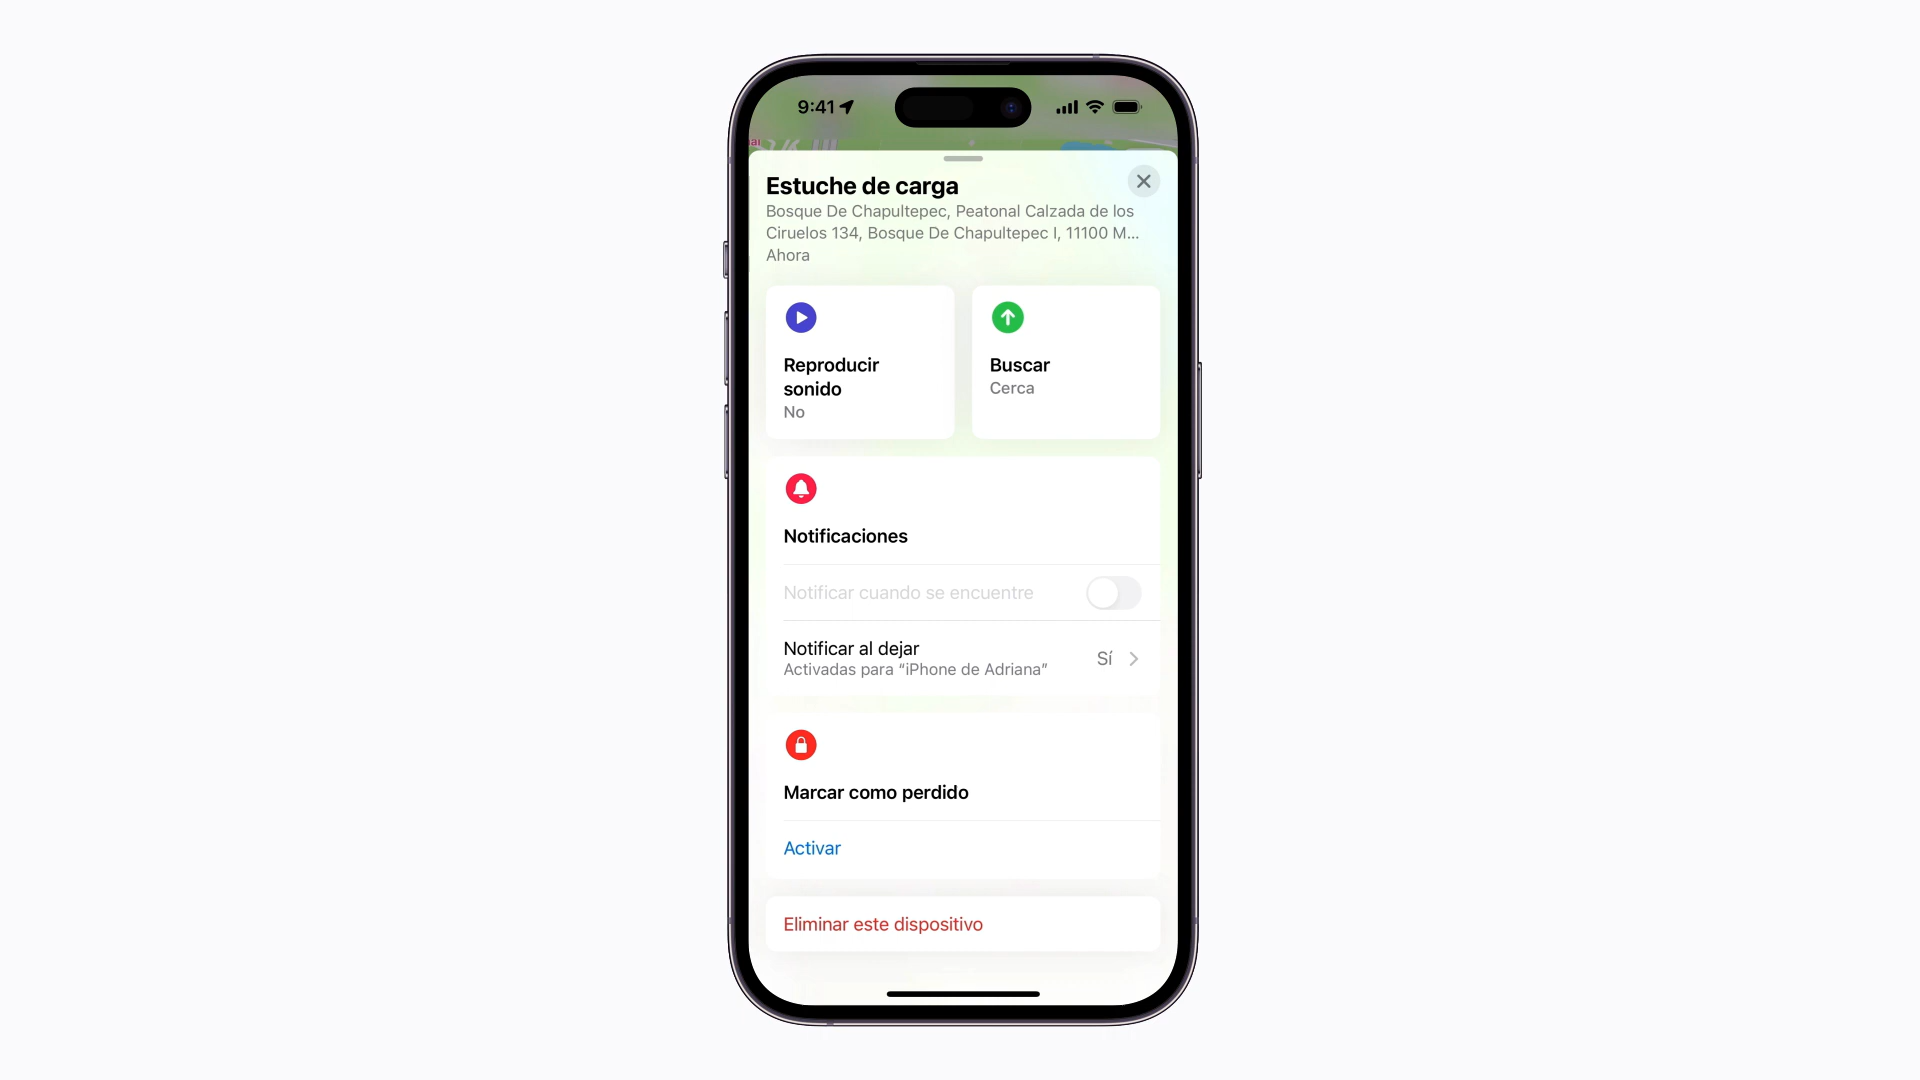 9:41
Estuche de carga
Bosque De Chapultepec, Peatonal Calzada de los
Ciruelos 134, Bosque De Chapultepec I, 11100 M...
Ahora
Reproducir
sonido
No
Buscar
Cerca
Notificaciones
Notificar cuando se encuentre
Notificar al dejar
Activadas para “iPhone de Adriana”
Sí
Marcar como perdido
Activar
Eliminar este dispositivo